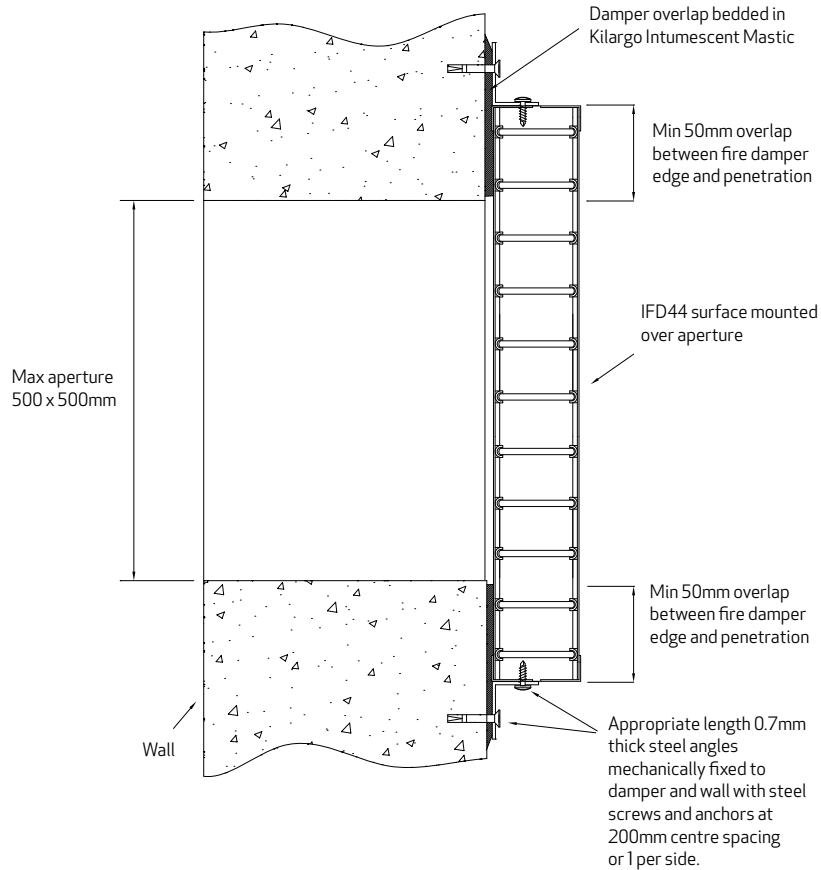 Damper overlap bedded in
Kilargo Intumescent Mastic
Min 50mm overlap
between fire damper
edge and penetration
IFD44 surface mounted
over aperture
Max aperture
500 x 500mm
Min 50mm overlap
between fire damper
edge and penetration
Wall
Appropriate length 0.7mm
thick steel angles
mechanically fixed to
damper and wall with steel
screws and anchors at
200mm centre spacing
or 1 per side.